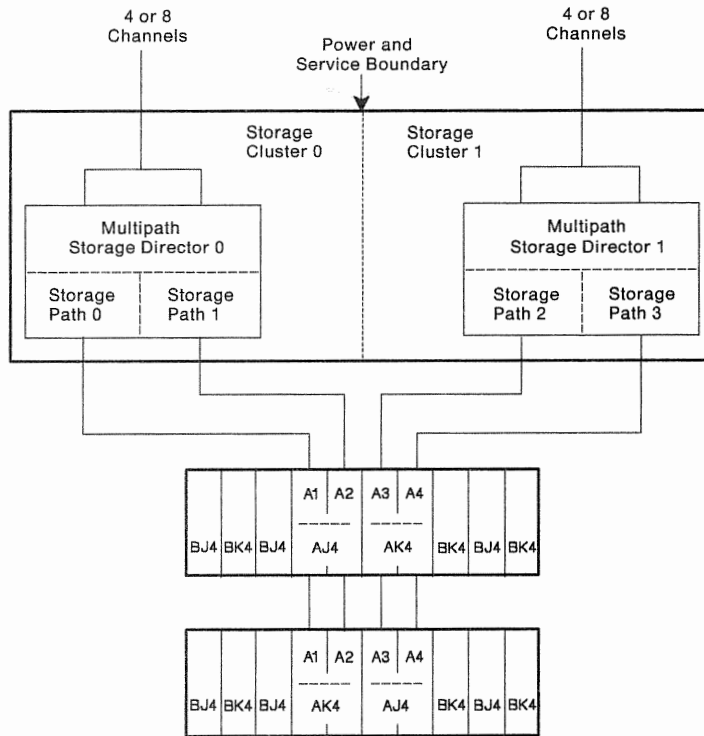 4 or 8
Channels
Power and
Service Boundary
4 or 8
Channels
Storage
Cluster 0
Storage
Cluster 1
Multipath
Storage Director 0
Storage
Path 0
Storage
Path 1
Multipath
Storage Director 1
Storage
Path 2
Storage
Path 3
A1 A2 A3 A4
BJ4 BK4 BJ4 AJ4 AK4 BK4 BJ4 BK4
A1 A2 A3 A4
BJ4 BK4 BJ4 AK4 AJ4 BK4 BJ4 BK4